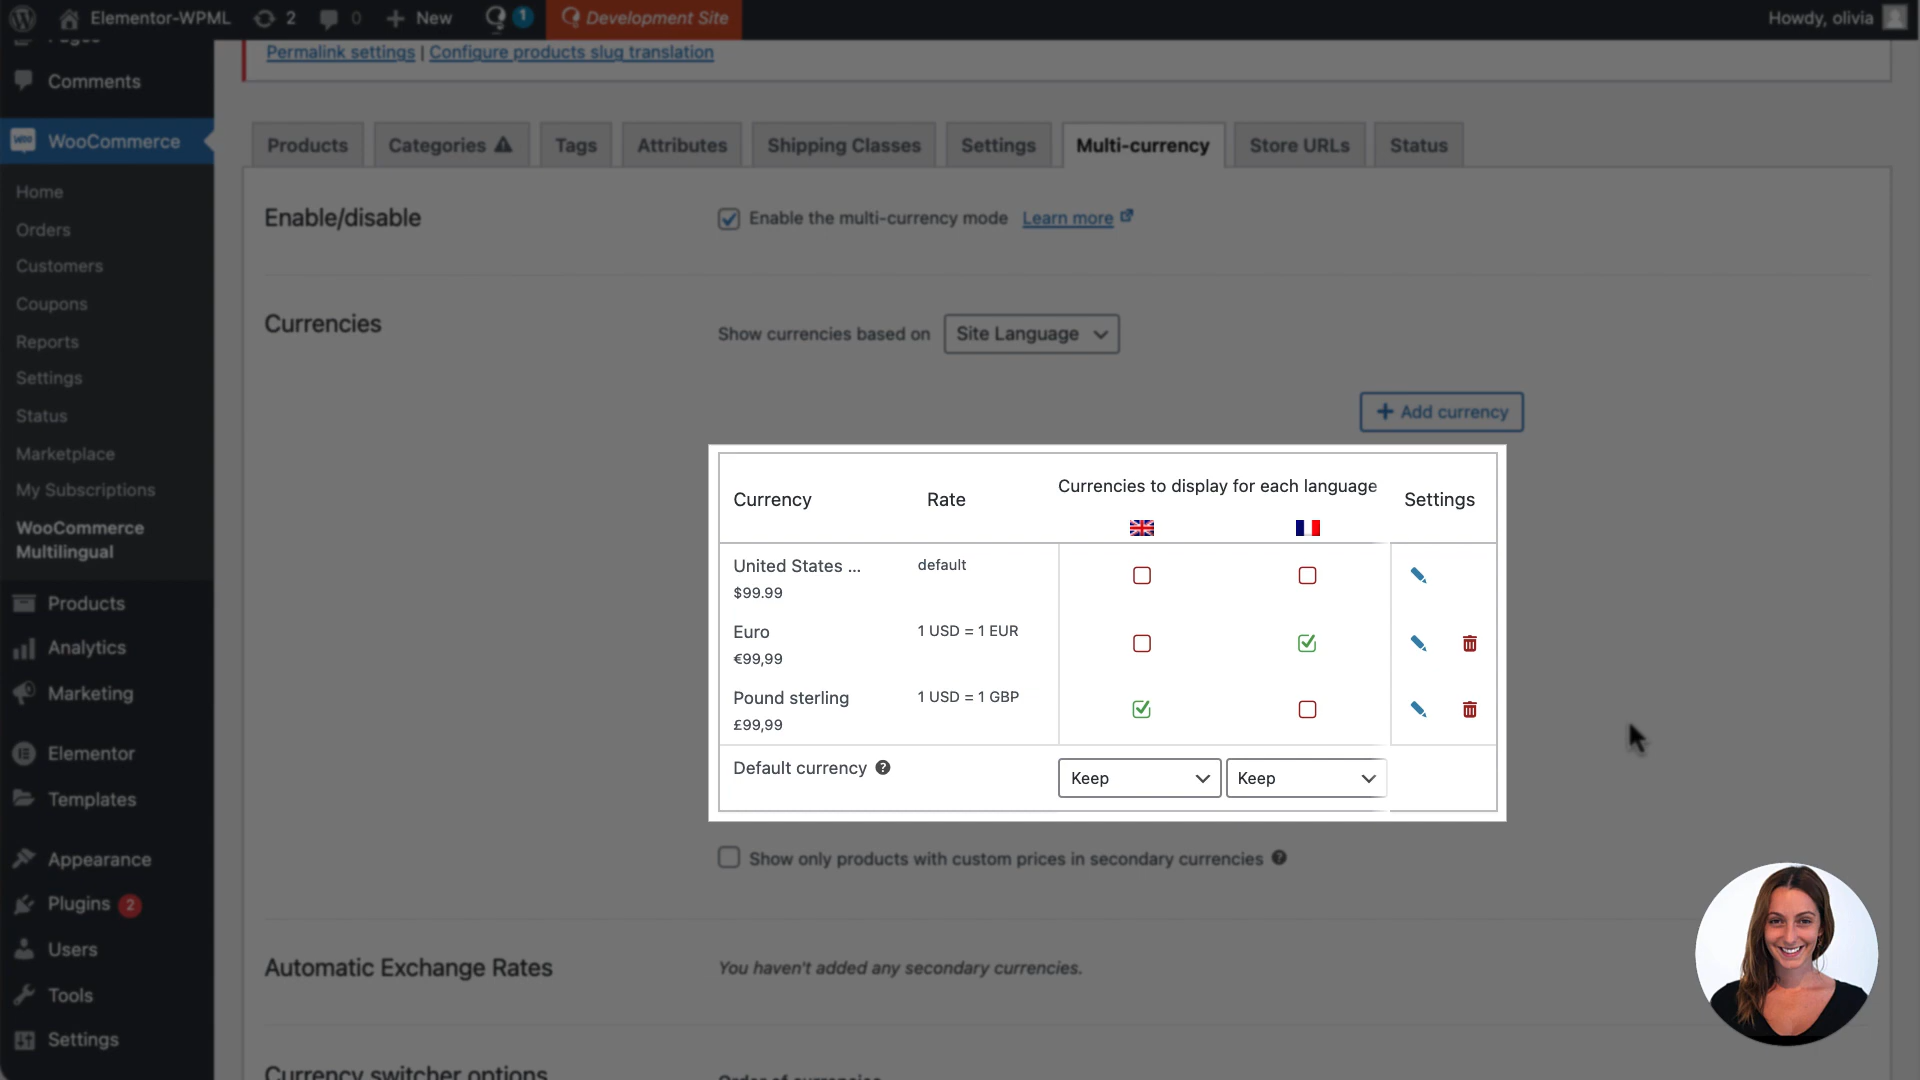 Elementor-WPML 2 0 New 1 Development Site Howdy, olivia
Pages
Permalink settings | Configure products slug translation
Comments
WooCommerce
Home
Orders
Customers
Coupons
Reports
Settings
Status
Marketplace
My Subscriptions
WooCommerce
Multilingual
Products
Analytics
Marketing
Elementor
Templates
Appearance
Plugins 2
Users
Tools
Settings
Products Categories Tags Attributes Shipping Classes Settings Multi-currency Store URLs Status
Enable/disable
Enable the multi-currency mode Learn more
Currencies
Show currencies based on Site Language
+ Add currency
Currency Rate Currencies to display for each language Settings
United States ... default
$99.99
Euro 1 USD = 1 EUR
€99,99
Pound sterling 1 USD = 1 GBP
£99,99
Default currency ? Keep Keep
Show only products with custom prices in secondary currencies ?
Automatic Exchange Rates
You haven't added any secondary currencies.
Currency switcher options
Order of currencies